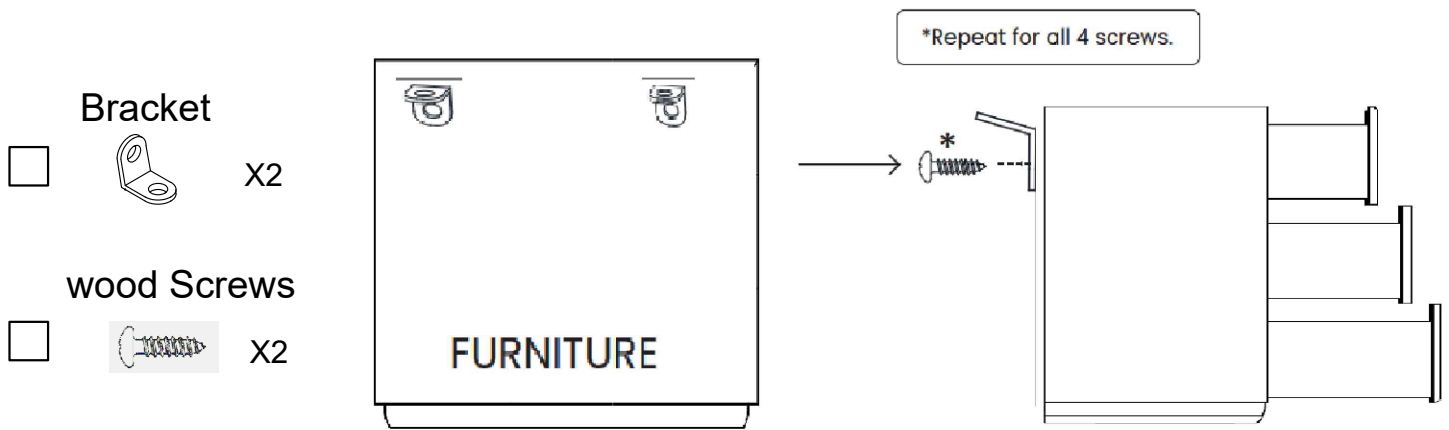 *Repeat for all 4 screws.
Bracket
X2
*
wood Screws
X2
FURNITURE